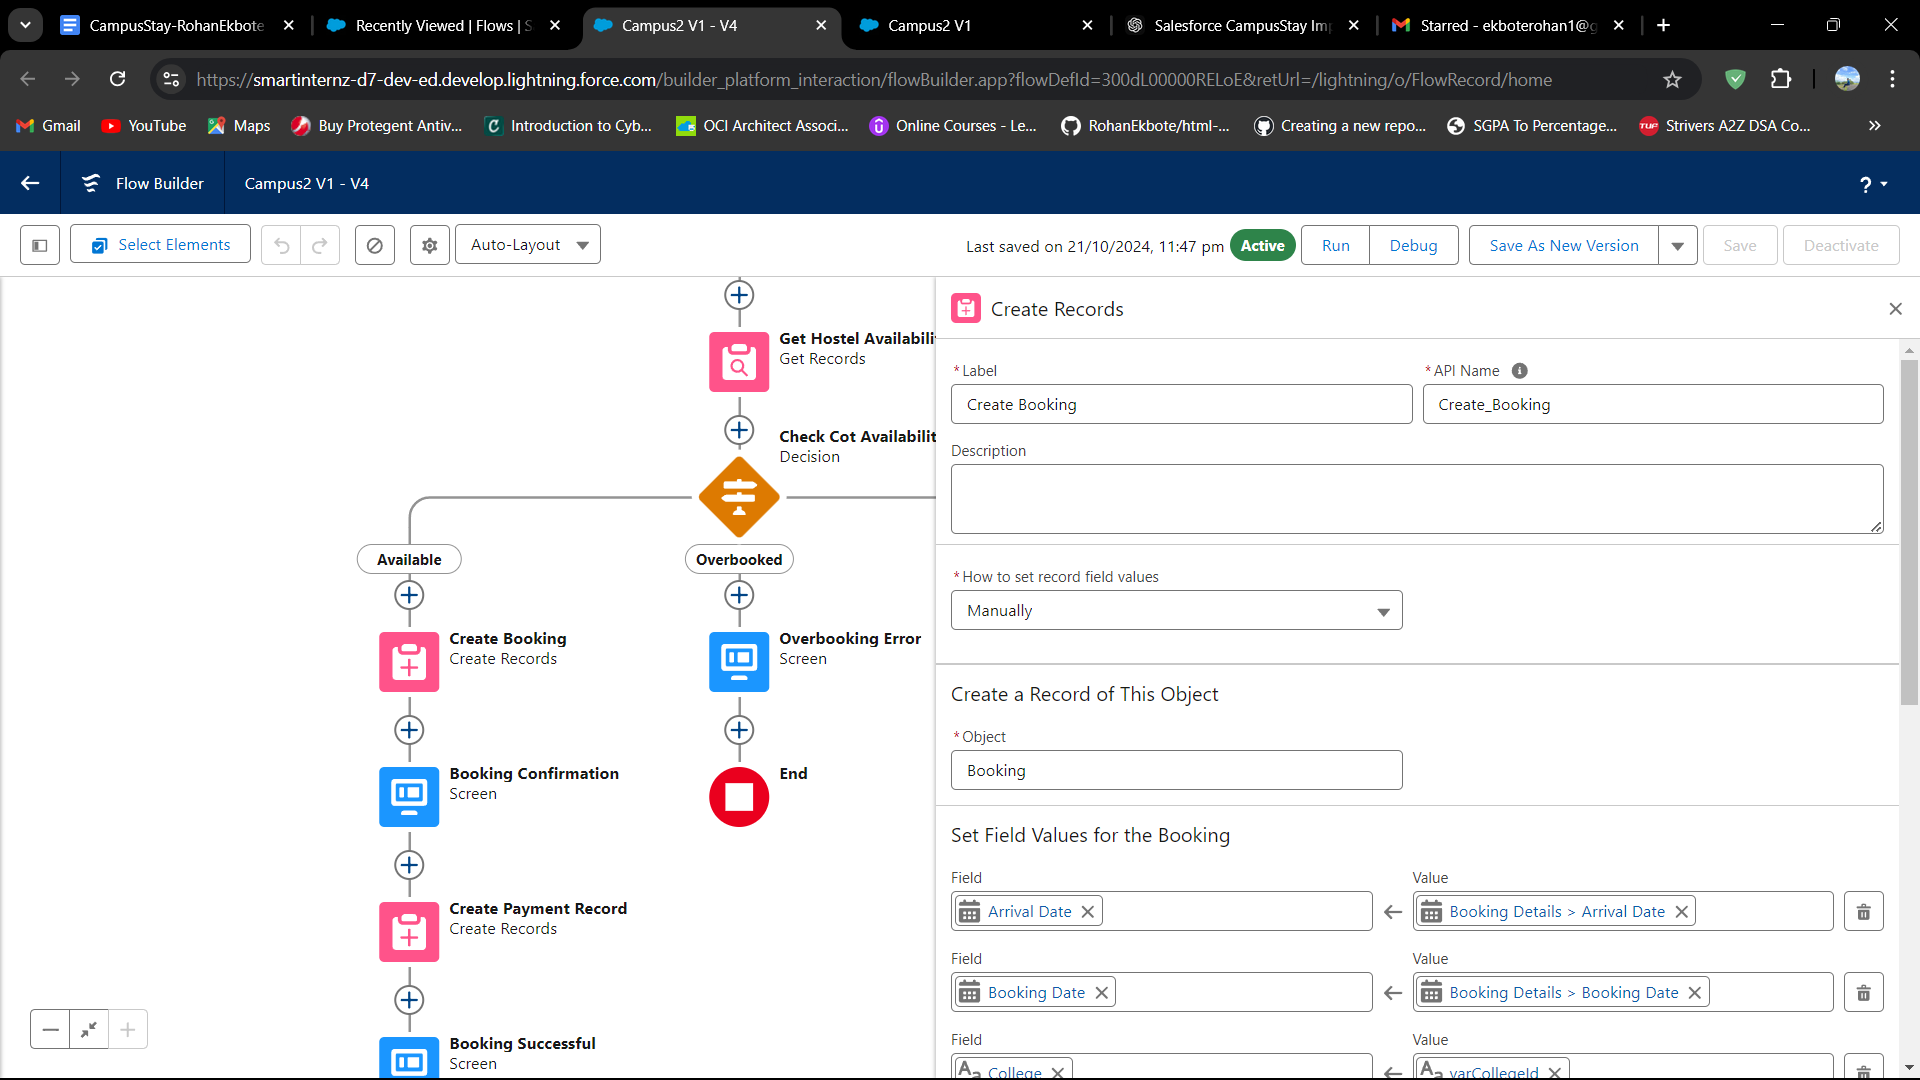 CampusStay-RohanEkbote
Recently Viewed | Flows | S
Campus2 V1 - V4
Campus2 V1
Salesforce CampusStay Im
Starred - ekboterohan1@g
https://smartinternz-d7-dev-ed.develop.lightning.force.com/builder_platform_interaction/flowBuilder.app?flowDefId=300dL00000RELoE&retUrl=/lightning/o/FlowRecord/home
Gmail
YouTube
Maps
Buy Protegent Antiv...
Introduction to Cyb...
OCI Architect Associ...
Online Courses - Le...
RohanEkbote/html-...
Creating a new repo...
SGPA To Percentage...
TUF
Strivers A2Z DSA Co...
Flow Builder
Campus2 V1 - V4
?
Select Elements
Auto-Layout
Last saved on 21/10/2024, 11:47 pm
Active
Run
Debug
Save As New Version
Save
Deactivate
Get Hostel Availabili
Get Records
Check Cot Availabilit
Decision
Available
Overbooked
Create Booking
Create Records
Overbooking Error
Screen
Booking Confirmation
Screen
End
Create Payment Record
Create Records
Booking Successful
Screen
Create Records
* Label
* API Name
Create Booking
Create_Booking
Description
* How to set record field values
Manually
Create a Record of This Object
* Object
Booking
Set Field Values for the Booking
Field
Value
Arrival Date
Booking Details > Arrival Date
Field
Value
Booking Date
Booking Details > Booking Date
Field
Value
College
varCollegeId